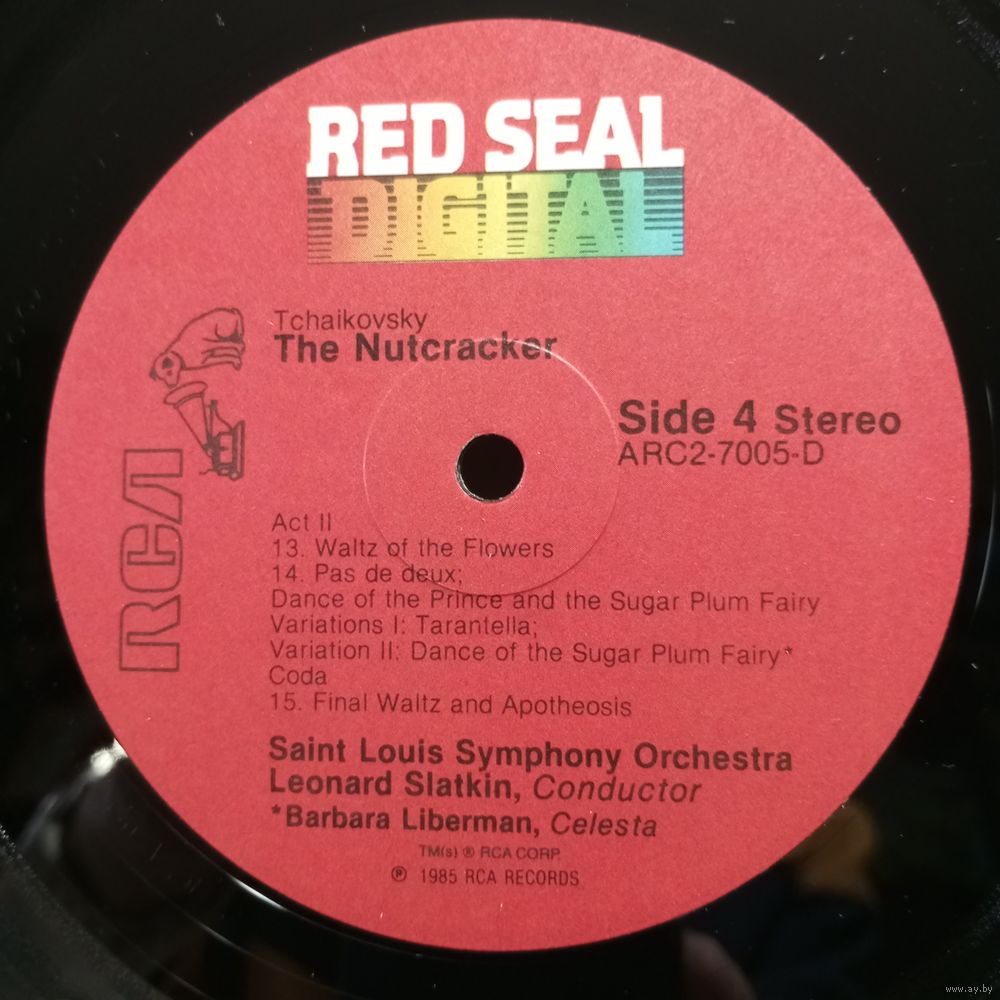 RED SEAL
DIGITAL
Tchaikovsky
The Nutcracker
Side 4 Stereo
ARC2-7005-D
RCA
Act II
13. Waltz of the Flowers
14. Pas de deux;
Dance of the Prince and the Sugar Plum Fairy
Variations I: Tarantella;
Variation II: Dance of the Sugar Plum Fairy*
Coda
15. Final Waltz and Apotheosis
Saint Louis Symphony Orchestra
Leonard Slatkin, Conductor
*Barbara Liberman, Celesta
TM(s) ® RCA CORP.
℗ 1985 RCA RECORDS
www.ay.by